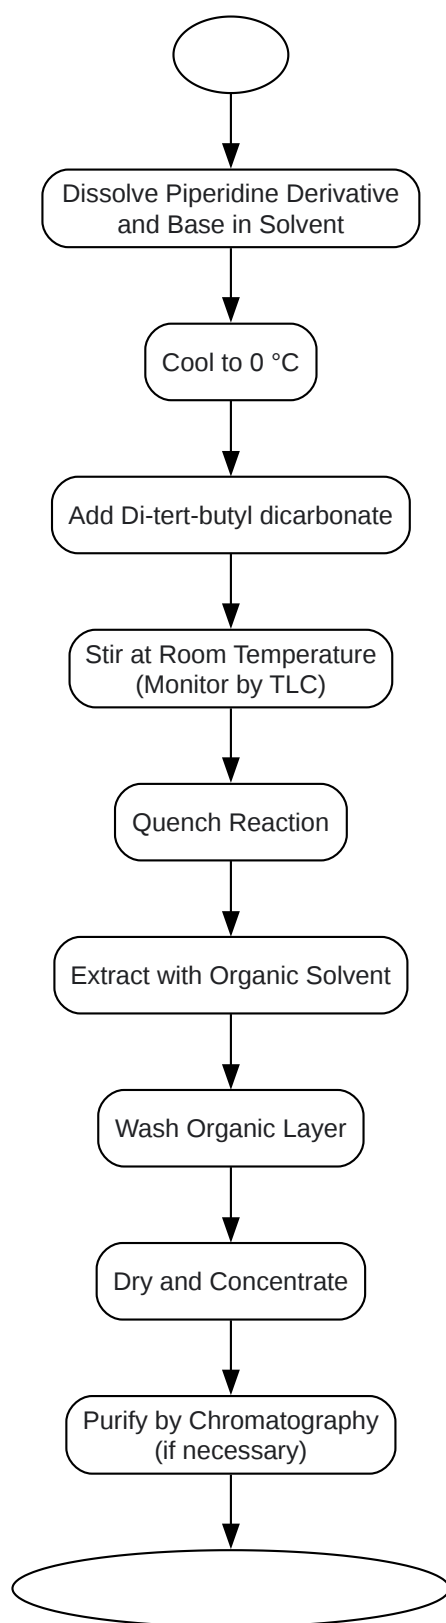 Dissolve Piperidine Derivative
and Base in Solvent
Cool to 0 °C
Add Di-tert-butyl dicarbonate
Stir at Room Temperature
(Monitor by TLC)
Quench Reaction
Extract with Organic Solvent
Wash Organic Layer
Dry and Concentrate
Purify by Chromatography
(if necessary)